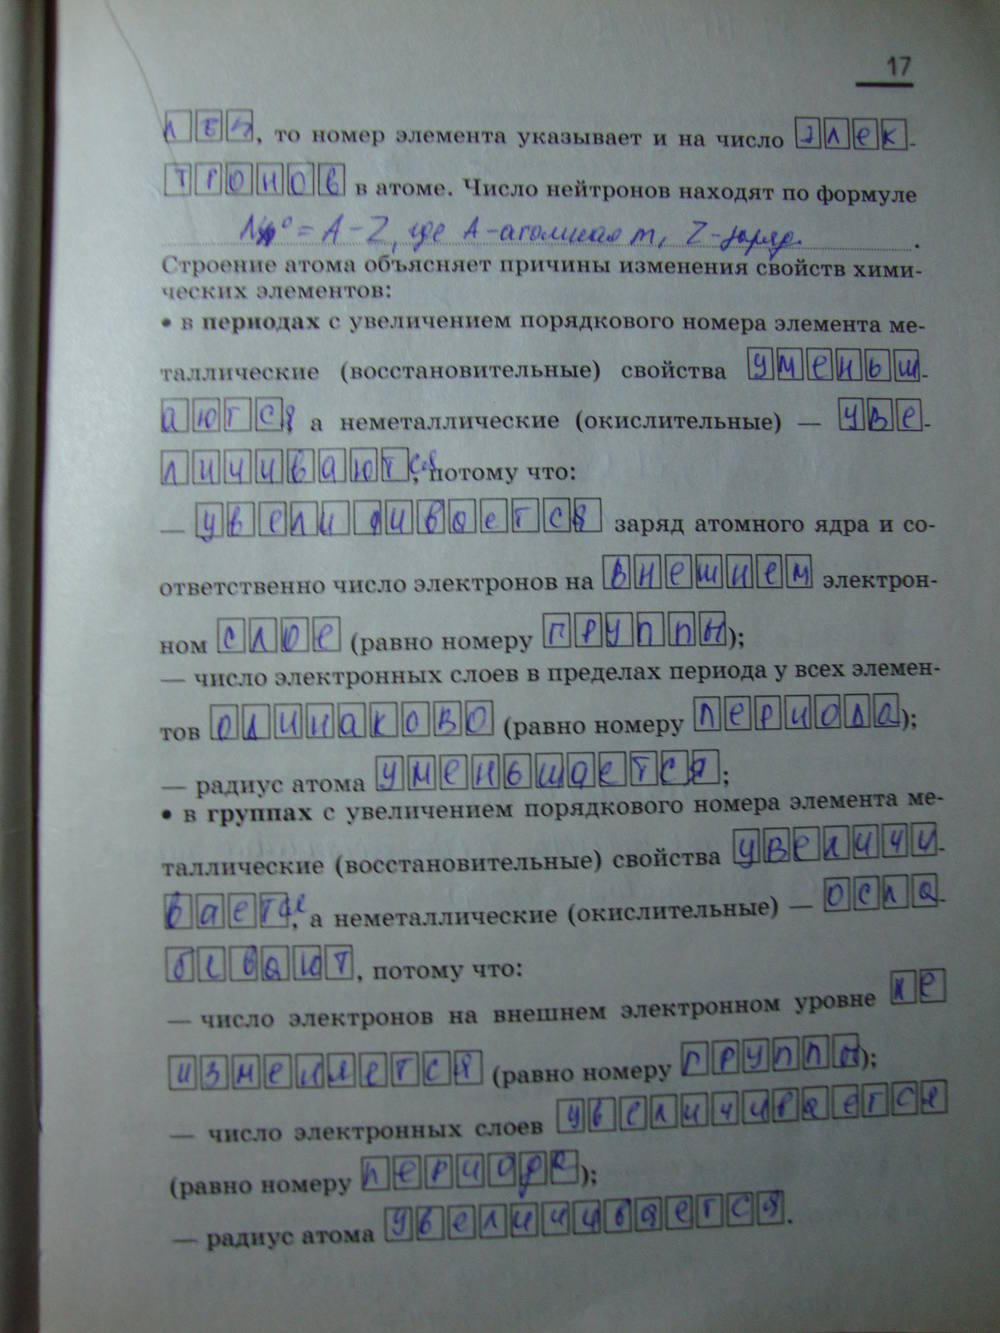 17
лен, то номер элемента указывает и на число элек-
тронов в атоме. Число нейтронов находят по формуле
= A - Z, где A - атомная m, Z - заряд.
Строение атома объясняет причины изменения свойств хими-
ческих элементов:
• в периодах с увеличением порядкового номера элемента ме-
таллические (восстановительные) свойства уменьш-
аются, а неметаллические (окислительные) — уве-
личиваются, потому что:
— увеличивается заряд атомного ядра и со-
ответственно число электронов на внешнем электрон-
ном слое (равно номеру группы);
— число электронных слоев в пределах периода у всех элемен-
тов одинаково (равно номеру периода);
— радиус атома уменьшается;
• в группах с увеличением порядкового номера элемента ме-
таллические (восстановительные) свойства увеличи-
вается, а неметаллические (окислительные) — осла-
бевают, потому что:
— число электронов на внешнем электронном уровне не
изменяется (равно номеру группы);
— число электронных слоев увеличивается
(равно номеру периода);
— радиус атома увеличивается.